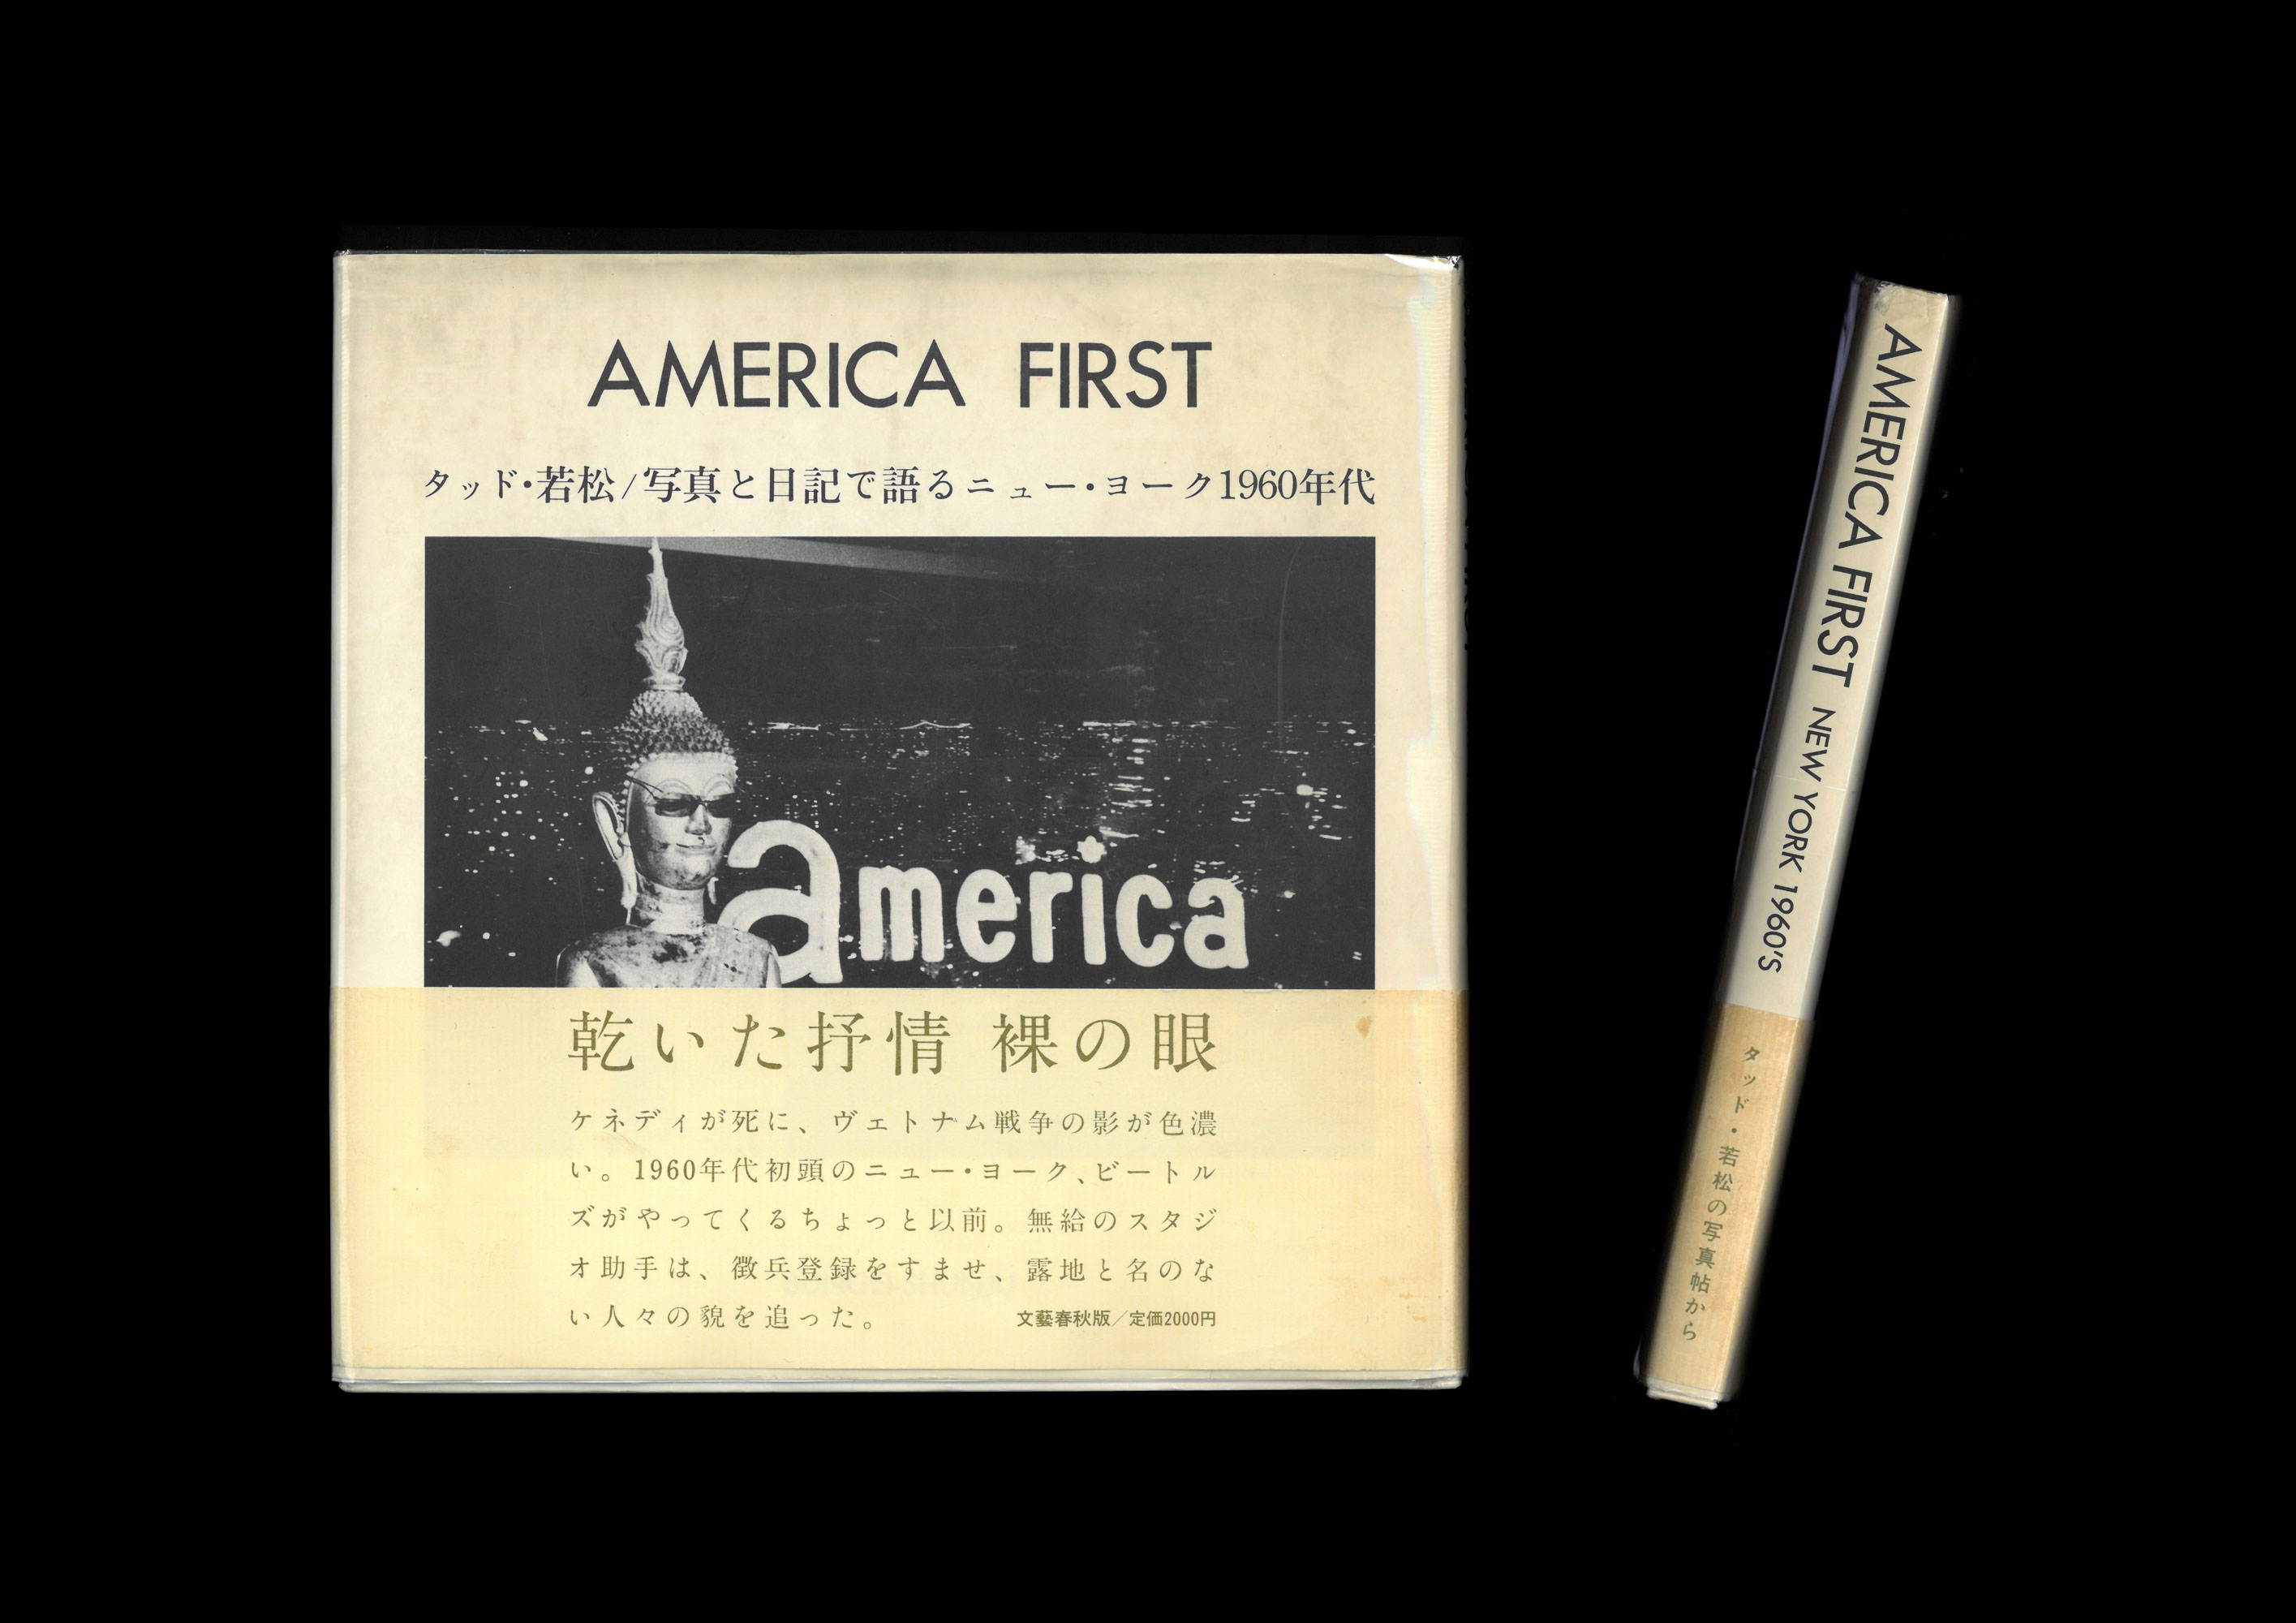 AMERICA FIRST
タッド・若松/写真と日記で語るニュー・ヨーク1960年代
america
乾いた抒情 裸の眼
ケネディが死に、ヴェトナム戦争の影が色濃
い。1960年代初頭のニュー・ヨーク、ビートル
ズがやってくるちょっと以前。無給のスタジ
オ助手は、徴兵登録をすませ、露地と名のな
い人々の貌を追った。
文藝春秋版／定価2000円
AMERICA FIRST NEW YORK 1960'S
タッド・若松の写真帖から